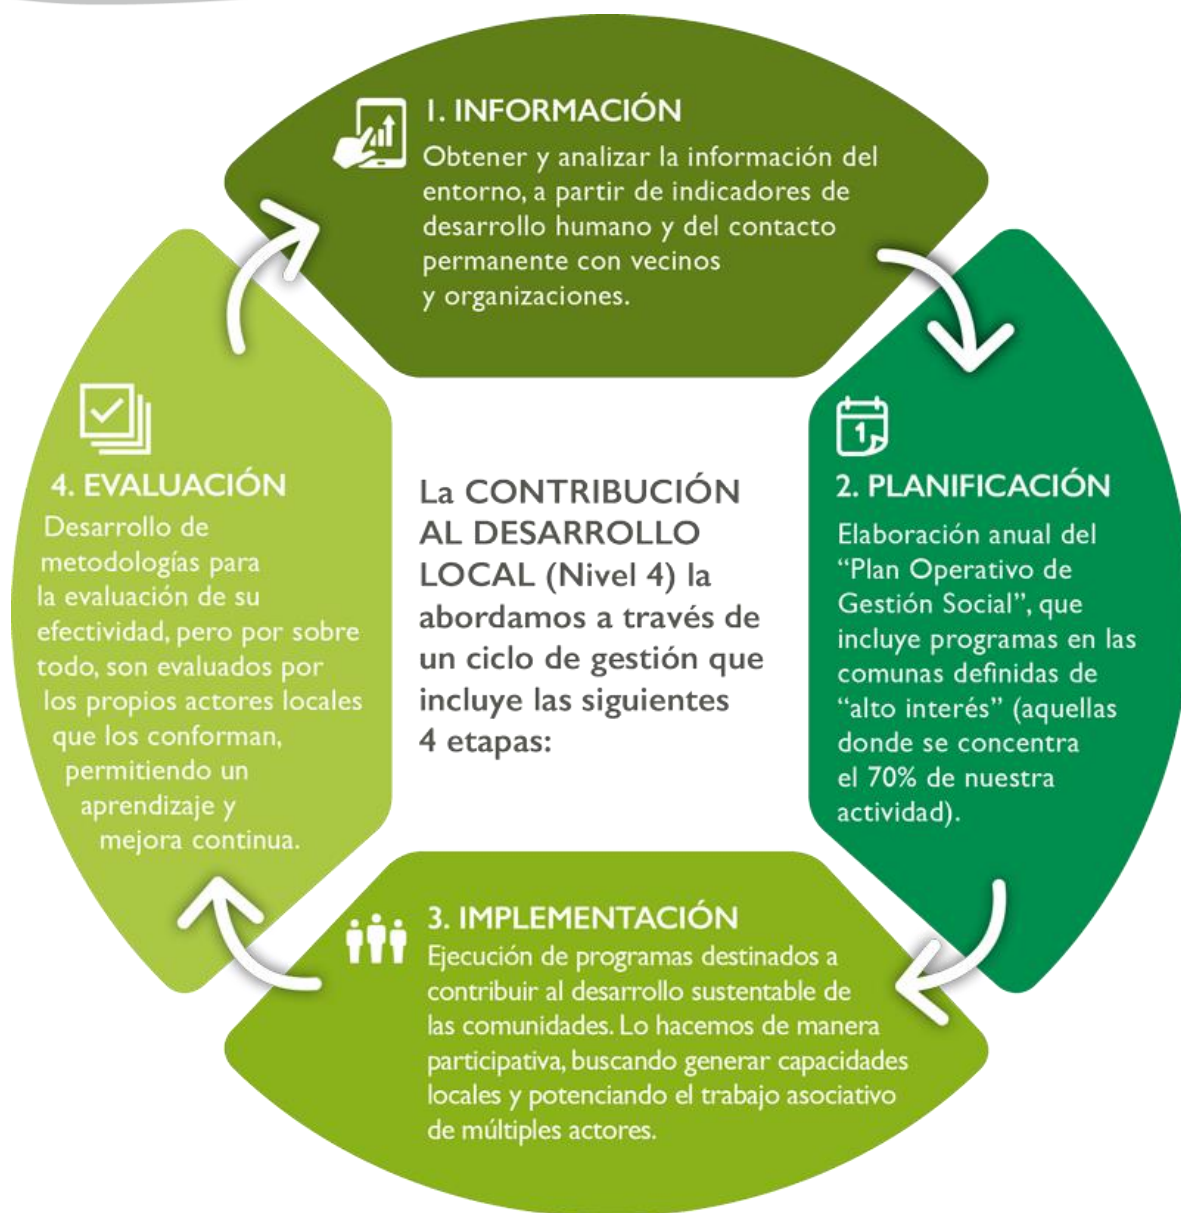 1. INFORMACIÓN
Obtener y analizar la información del
entorno, a partir de indicadores de
desarrollo humano y del contacto
permanente con vecinos
y organizaciones.
1
2. PLANIFICACIÓN
Elaboración anual del
“Plan Operativo de
Gestión Social”, que
incluye programas en las
comunas definidas de
“alto interés” (aquellas
donde se concentra
el 70% de nuestra
actividad).
3. IMPLEMENTACIÓN
Ejecución de programas destinados a
contribuir al desarrollo sustentable de
las comunidades. Lo hacemos de manera
participativa, buscando generar capacidades
locales y potenciando el trabajo asociativo
de múltiples actores.
4. EVALUACIÓN
Desarrollo de
metodologías para
la evaluación de su
efectividad, pero por sobre
todo, son evaluados por
los propios actores locales
que los conforman,
permitiendo un
aprendizaje y
mejora continua.
La CONTRIBUCIÓN
AL DESARROLLO
LOCAL (Nivel 4) la
abordamos a través de
un ciclo de gestión que
incluye las siguientes
4 etapas: